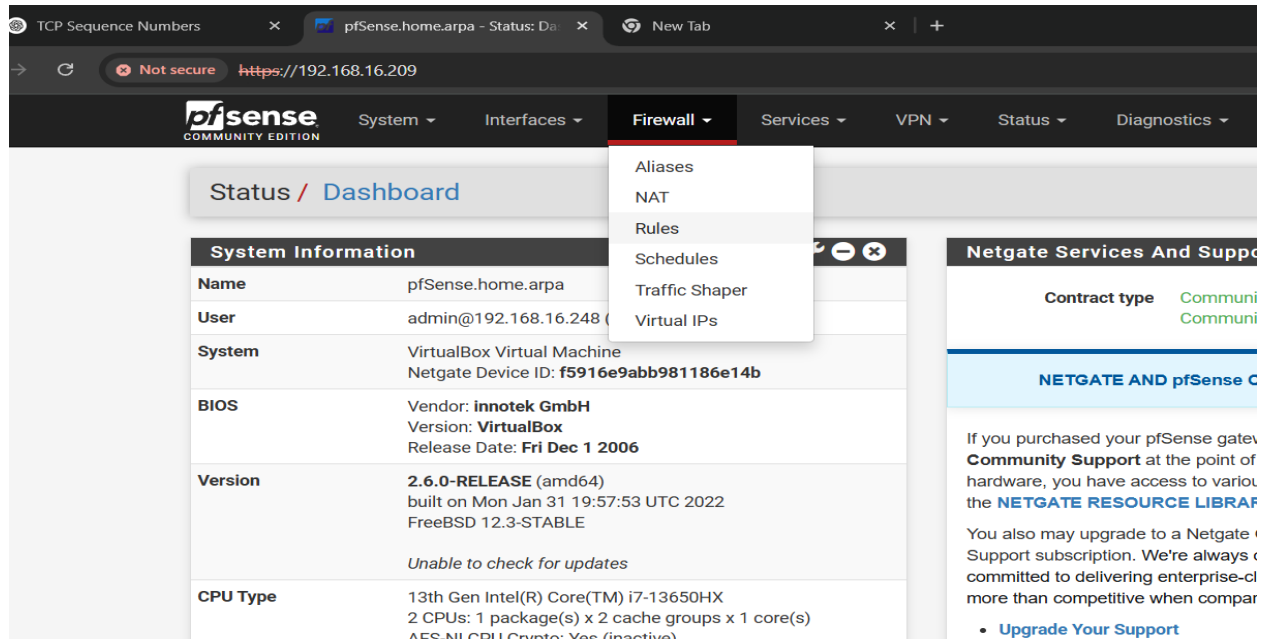 TCP Sequence Numbers
pfSense.home.arpa - Status: Da
New Tab
Not secure https://192.168.16.209
pfsense
COMMUNITY EDITION
System
Interfaces
Firewall
Services
VPN
Status
Diagnostics
Aliases
NAT
Rules
Schedules
Traffic Shaper
Virtual IPs
Status / Dashboard
System Information
Name pfSense.home.arpa
User admin@192.168.16.248 (
System VirtualBox Virtual Machine
Netgate Device ID: f5916e9abb981186e14b
BIOS Vendor: innotek GmbH
Version: VirtualBox
Release Date: Fri Dec 1 2006
Version 2.6.0-RELEASE (amd64)
built on Mon Jan 31 19:57:53 UTC 2022
FreeBSD 12.3-STABLE
Unable to check for updates
CPU Type 13th Gen Intel(R) Core(TM) i7-13650HX
2 CPUs: 1 package(s) x 2 cache groups x 1 core(s)
AES-NI CPU Crypto: Yes (inactive)
Netgate Services And Suppo
Contract type Communi
Communi
NETGATE AND pfSense C
If you purchased your pfSense gatew
Community Support at the point of
hardware, you have access to variou
the NETGATE RESOURCE LIBRAR
You also may upgrade to a Netgate
Support subscription. We're always
committed to delivering enterprise-cl
more than competitive when compar
• Upgrade Your Support